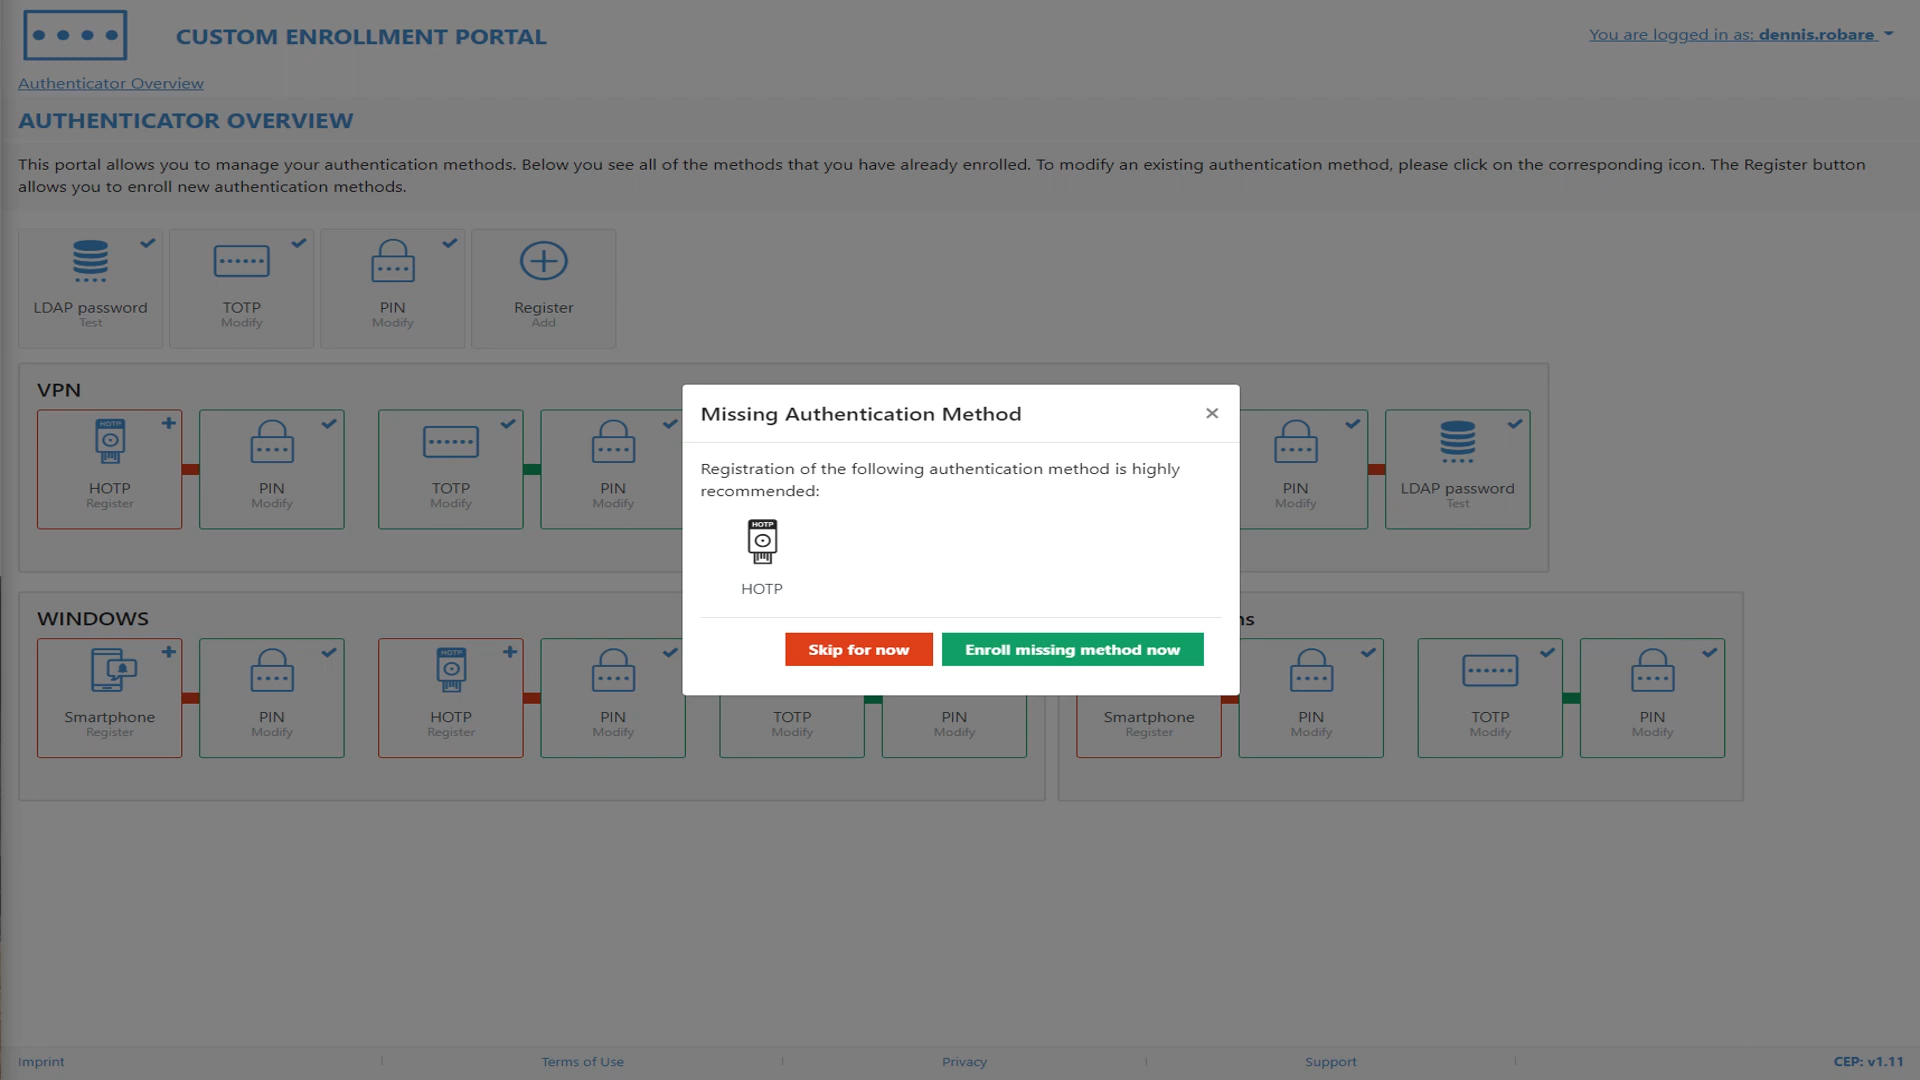 CUSTOM ENROLLMENT PORTAL
You are logged in as: dennis.robare
Authenticator Overview
AUTHENTICATOR OVERVIEW
This portal allows you to manage your authentication methods. Below you see all of the methods that you have already enrolled. To modify an existing authentication method, please click on the corresponding icon. The Register button
allows you to enroll new authentication methods.
LDAP password TOTP PIN Register
Test Modify Modify Add
VPN
HOTP
HOTP PIN TOTP PIN PIN LDAP password
Register Modify Modify Modify Modify Test
Missing Authentication Method
Registration of the following authentication method is highly
recommended:
HOTP
HOTP
Skip for now Enroll missing method now
WINDOWS ns
HOTP
Smartphone PIN HOTP PIN TOTP PIN Smartphone PIN TOTP PIN
Register Modify Register Modify Modify Modify Register Modify Modify Modify
Imprint Terms of Use Privacy Support CEP: v1.11